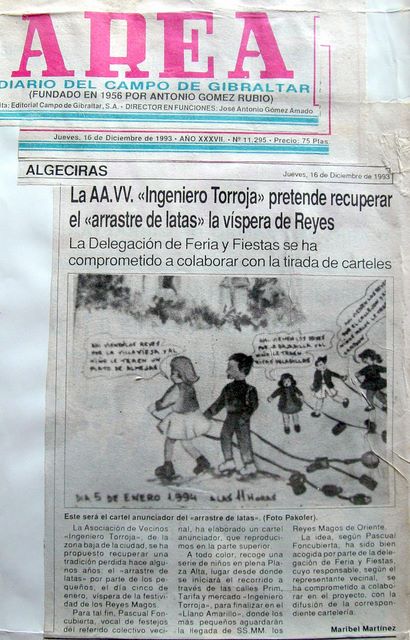 AREA
DIARIO DEL CAMPO DE GIBRALTAR
(FUNDADO EN 1956 POR ANTONIO GOMEZ RUBIO)
ta: Editorial Campo de Gibraltar, S.A. - DIRECTOR EN FUNCIONES: José Antonio Gómez Amado
Jueves, 16 de Diciembre de 1993 - AÑO XXXVII. - Nº 11.295 - Precio: 75 Ptas.
ALGECIRAS
Jueves, 16 de Diciembre de 1993
La AA.VV. «Ingeniero Torroja» pretende recuperar
el «arrastre de latas» la víspera de Reyes
La Delegación de Feria y Fiestas se ha
comprometido a colaborar con la tirada de carteles
POR LA VILLAVIEJA Y AL
NIÑO LE TRAEN UN
PLATO DE ALMEJAS
DIA 5 DE ENERO 1994 A LAS 11 HORAS
Este será el cartel anunciador del «arrastre de latas». (Foto Pakofer).
La Asociación de Vecinos
«Ingeniero Torroja», de la
zona baja de la ciudad, se ha
propuesto recuperar una
tradición perdida hace algu-
nos años el «arrastre de
latas» por parte de los pe-
queños, el día cinco de
enero, víspera de la festivi-
dad de los Reyes Magos.
Para tal fin, Pascual Fon-
cubierta, vocal de festejos
del referido colectivo veci-
nal, ha elaborado un cartel
anunciador, que reproduci-
mos en la parte superior.
A todo color, recoge una
serie de niños en plena Pla-
za Alta, lugar desde donde
se iniciará el recorrido a
través de las calles Prim,
Tarifa y mercado «Ingeniero
Torroja», para finalizar en el
«Llano Amarillo», donde los
más pequeños aguardarán
la llegada de SS.MM. los
Reyes Magos de Oriente.
La idea, según Pascual
Foncubierta, ha sido bien
acogida por parte de la dele-
gación de Feria y Fiestas,
cuyo responsable, según el
representante vecinal, se
ha comprometido a colabo-
rar en el proyecto, con la
difusión de la correspon-
diente cartelería.
Maribel Martínez